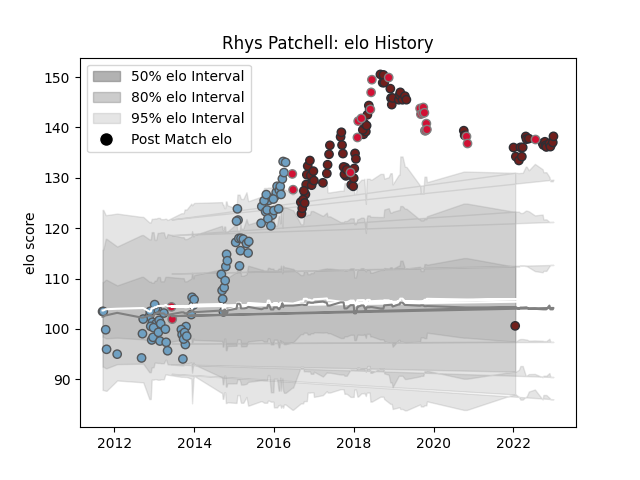 Rhys Patchell: elo History
50% elo Interval
80% elo Interval
95% elo Interval
Post Match elo
elo score
150
140
130
120
110
100
90
2012 2014 2016 2018 2020 2022